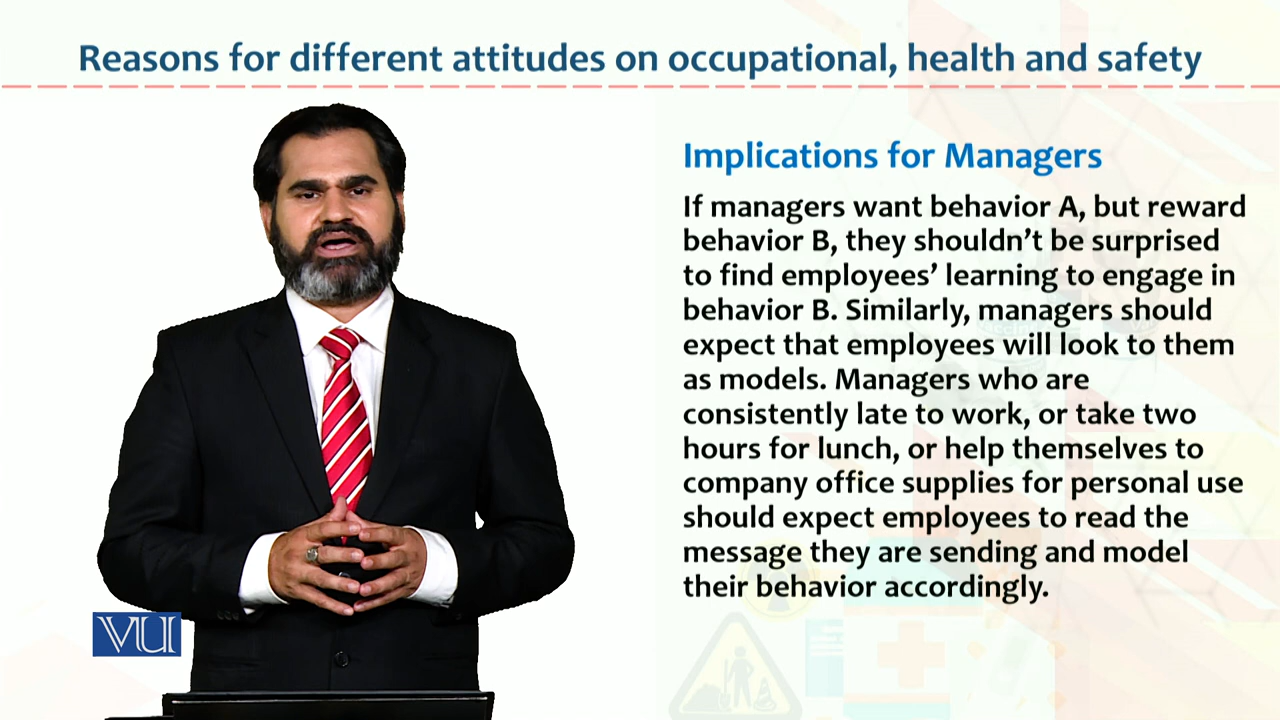 Reasons for different attitudes on occupational, health and safety
Implications for Managers
If managers want behavior A, but reward
behavior B, they shouldn't be surprised
to find employees' learning to engage in
behavior B. Similarly, managers should
expect that employees will look to them
as models. Managers who are
consistently late to work, or take two
hours for lunch, or help themselves to
company office supplies for personal use
should expect employees to read the
message they are sending and model
their behavior accordingly.
VU